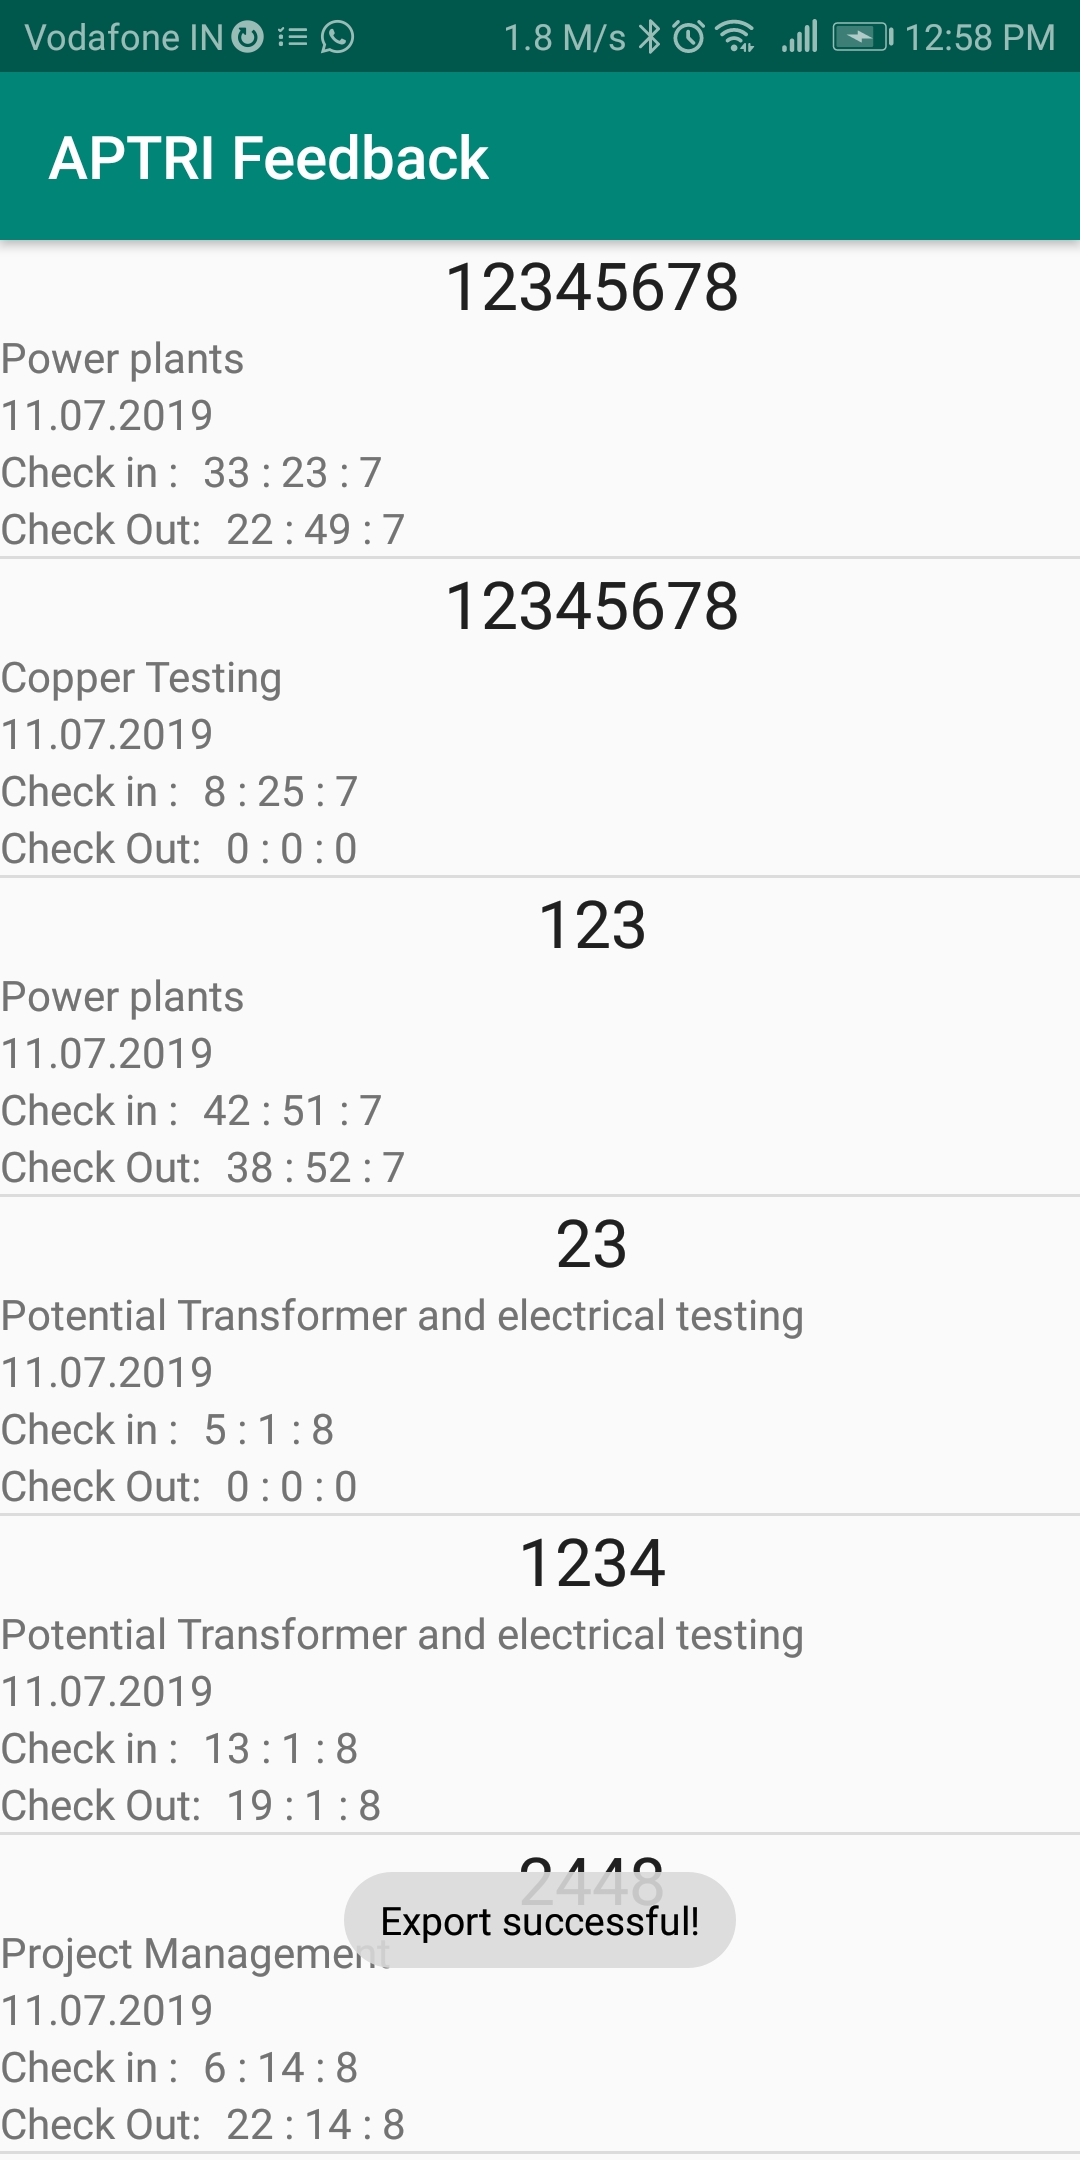 Vodafone IN 1.8 M/s 12:58 PM
APTRI Feedback
12345678
Power plants
11.07.2019
Check in : 33 : 23 : 7
Check Out: 22 : 49 : 7
12345678
Copper Testing
11.07.2019
Check in : 8 : 25 : 7
Check Out: 0 : 0 : 0
123
Power plants
11.07.2019
Check in : 42 : 51 : 7
Check Out: 38 : 52 : 7
23
Potential Transformer and electrical testing
11.07.2019
Check in : 5 : 1 : 8
Check Out: 0 : 0 : 0
1234
Potential Transformer and electrical testing
11.07.2019
Check in : 13 : 1 : 8
Check Out: 19 : 1 : 8
2448
Export successful!
Project Management
11.07.2019
Check in : 6 : 14 : 8
Check Out: 22 : 14 : 8